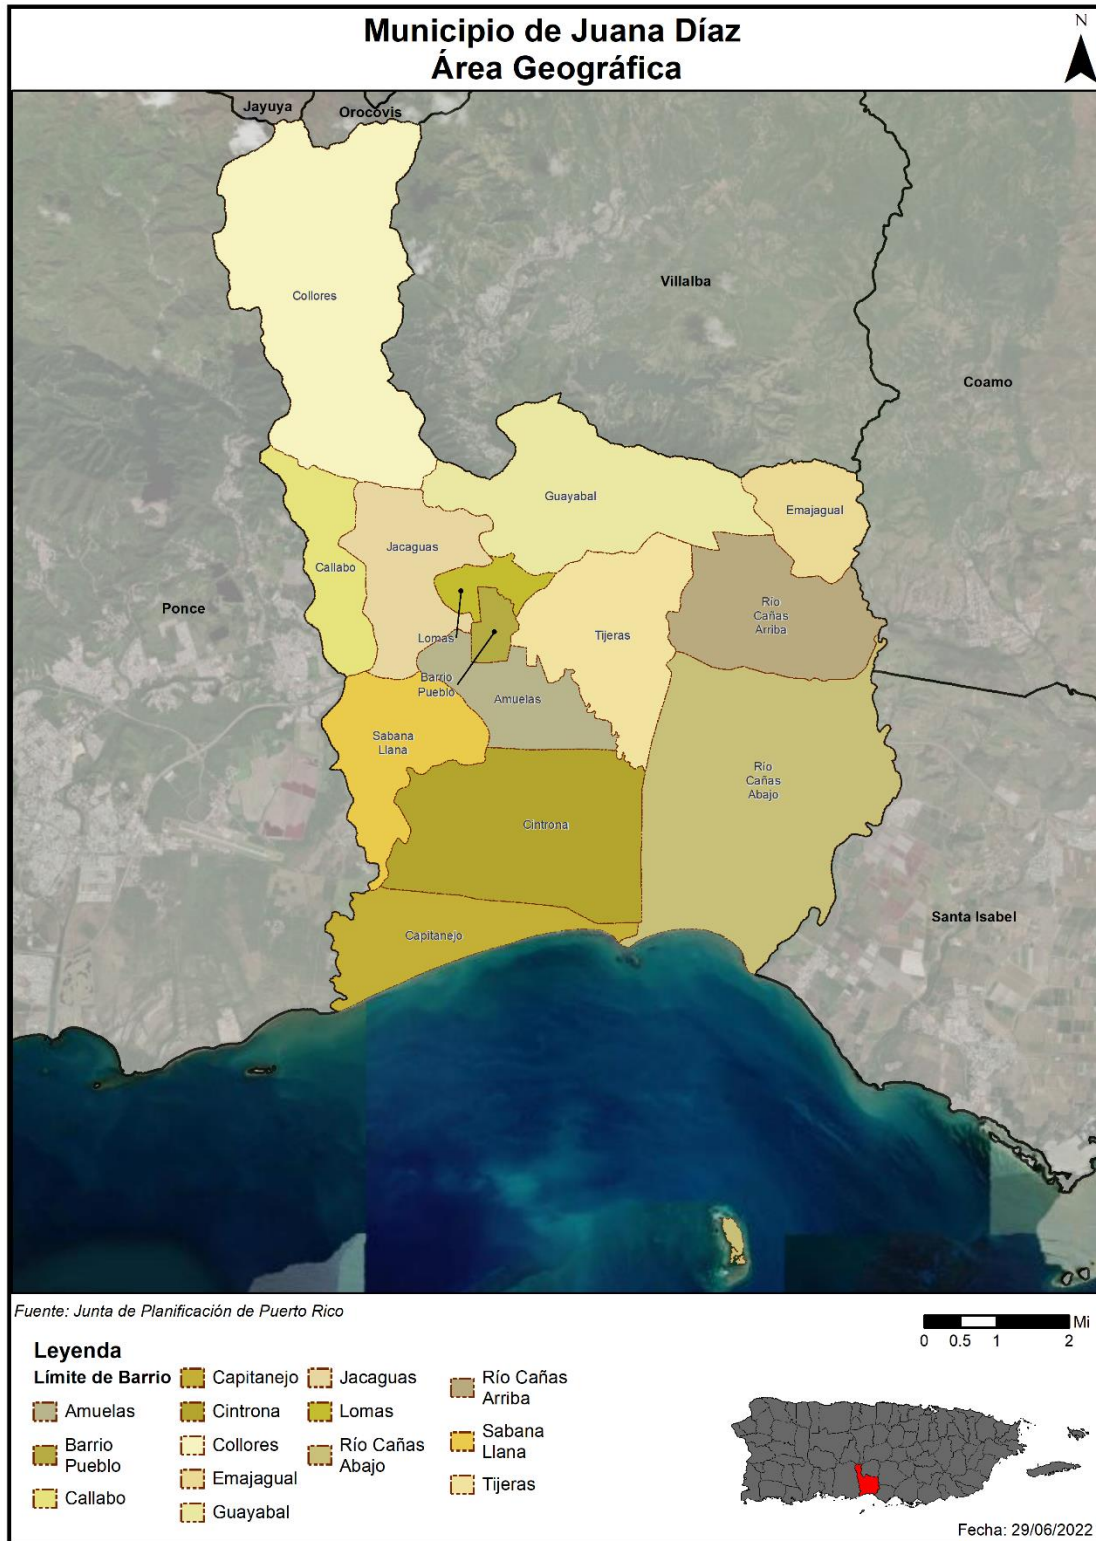 Municipio de Juana Díaz
Área Geográfica
N
Jayuya
Orocovis
Villalba
Collores
Coamo
Guayabal
Emajagual
Jacaguas
Callabo
Ponce
Río
Cañas
Arriba
Tijeras
Lomas
Barrio
Pueblo
Amuelas
Sabana
Llana
Río
Cañas
Abajo
Cintrona
Santa Isabel
Capitanejo
Fuente: Junta de Planificación de Puerto Rico
Mi
0 0.5 1 2
Leyenda
Límite de Barrio
Amuelas
Barrio
Pueblo
Callabo
Capitanejo
Cintrona
Collores
Emajagual
Guayabal
Jacaguas
Lomas
Río Cañas
Abajo
Río Cañas
Arriba
Sabana
Llana
Tijeras
Fecha: 29/06/2022